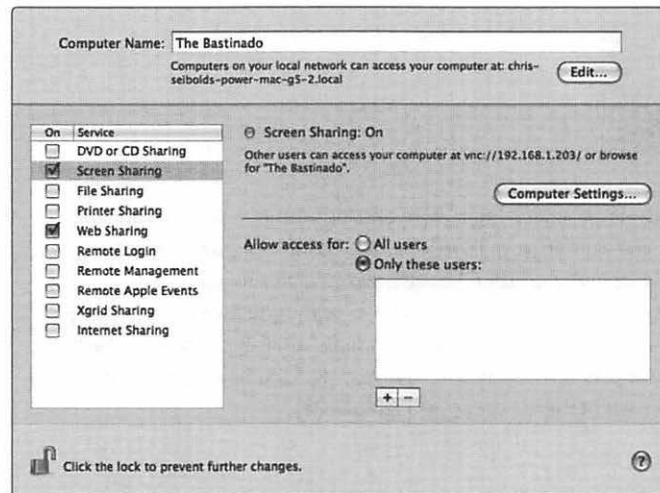 Computer Name: The Bastinado
Computers on your local network can access your computer at: chris-
seibolds-power-mac-g5-2.local
Edit...
On Service
DVD or CD Sharing
Screen Sharing
File Sharing
Printer Sharing
Web Sharing
Remote Login
Remote Management
Remote Apple Events
Xgrid Sharing
Internet Sharing
Screen Sharing: On
Other users can access your computer at vnc://192.168.1.203/ or browse
for "The Bastinado".
Computer Settings...
Allow access for: All users
Only these users:
+ −
Click the lock to prevent further changes.
?